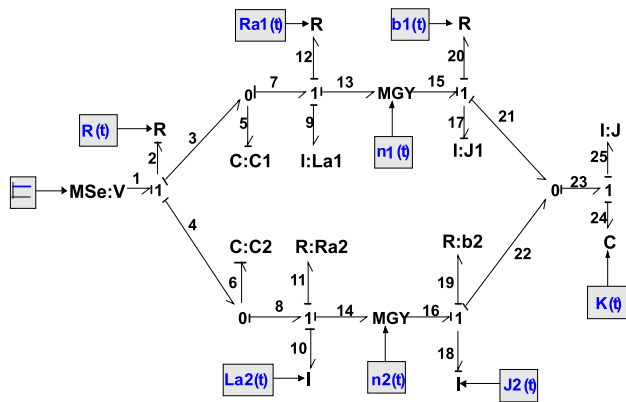 Ra1(t) R b1(t) R
12 20
7 13 15
0 1 MGY 1
R(t) R 3 5 9 17 21
2 n1(t) I:J
C:C1 I:La1 I:J1 25
1
MSe:V 1 0 23 1
4 24
C:C2 R:Ra2 R:b2 22 C
6 11 19
8 14 16
0 1 MGY 1 K(t)
10 18
La2(t) I n2(t) I J2(t)